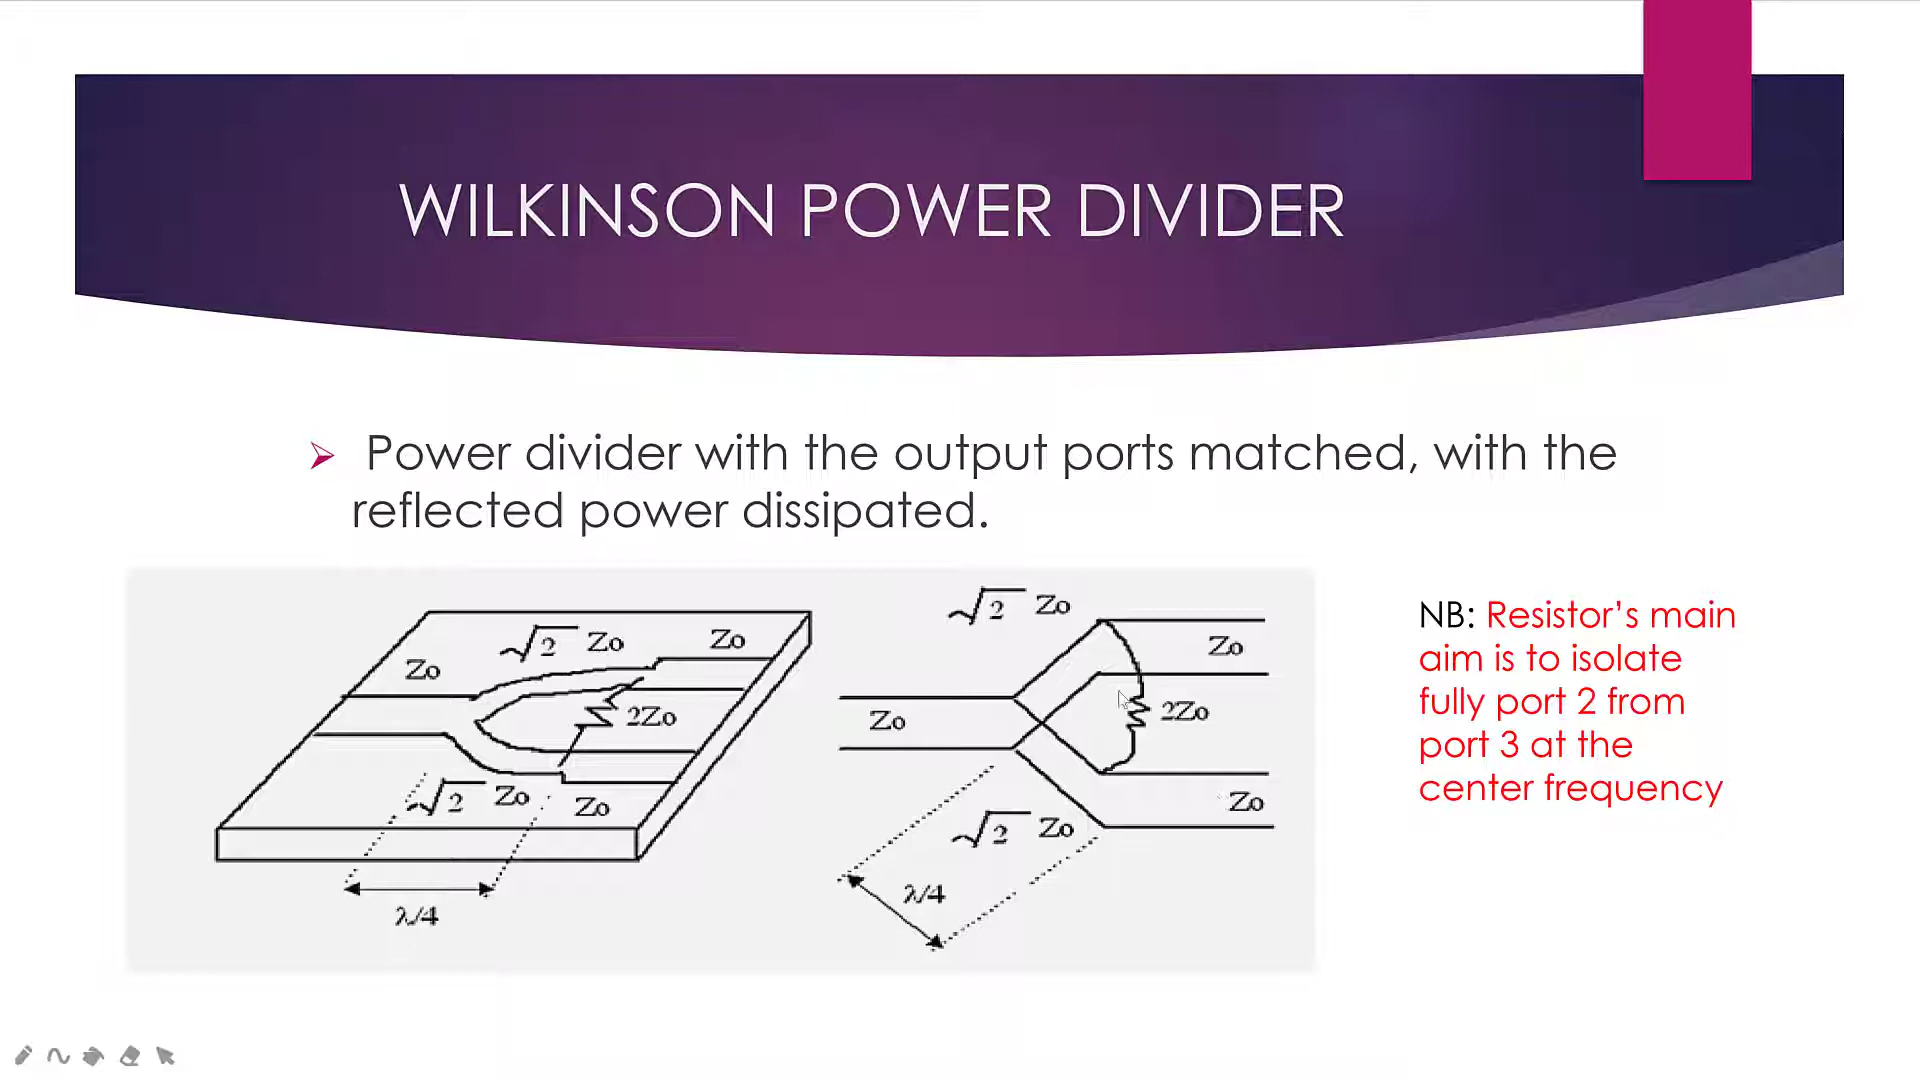 WILKINSON POWER DIVIDER
Power divider with the output ports matched, with the
reflected power dissipated.
√2 Zo
Zo
Zo
2Zo
√2 Zo
Zo
λ/4
√2 Zo
Zo
Zo
2Zo
Zo
√2 Zo
λ/4
NB: Resistor’s main
aim is to isolate
fully port 2 from
port 3 at the
center frequency